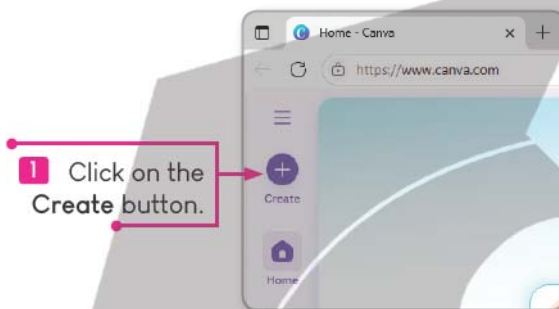 Home - Canva
https://www.canva.com
1 Click on the
Create button.
Create
Home